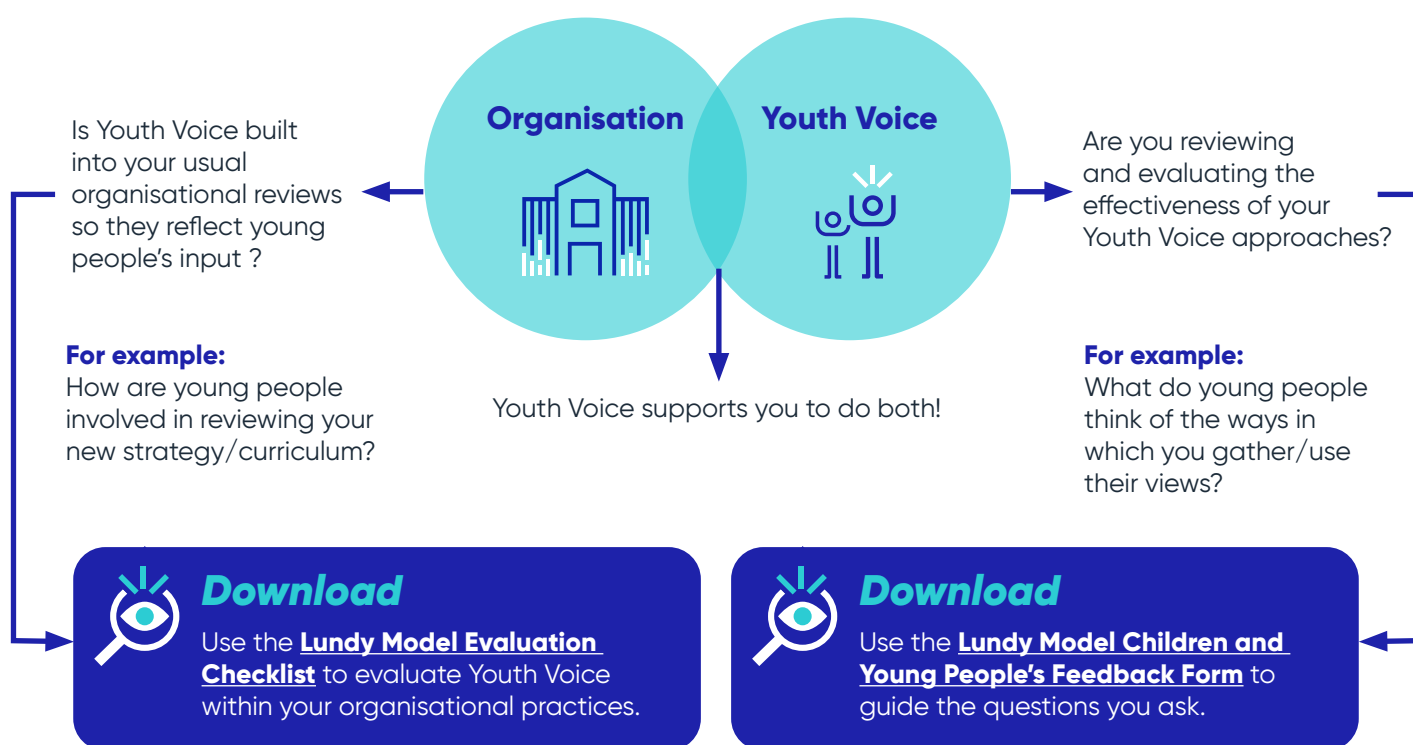 Organisation
Youth Voice
Is Youth Voice built
into your usual
organisational reviews
so they reflect young
people's input ?
Are you reviewing
and evaluating the
effectiveness of your
Youth Voice approaches?
For example:
How are young people
involved in reviewing your
new strategy/curriculum?
Youth Voice supports you to do both!
For example:
What do young people
think of the ways in
which you gather/use
their views?
Download
Use the Lundy Model Evaluation
Checklist to evaluate Youth Voice
within your organisational practices.
Download
Use the Lundy Model Children and
Young People's Feedback Form to
guide the questions you ask.